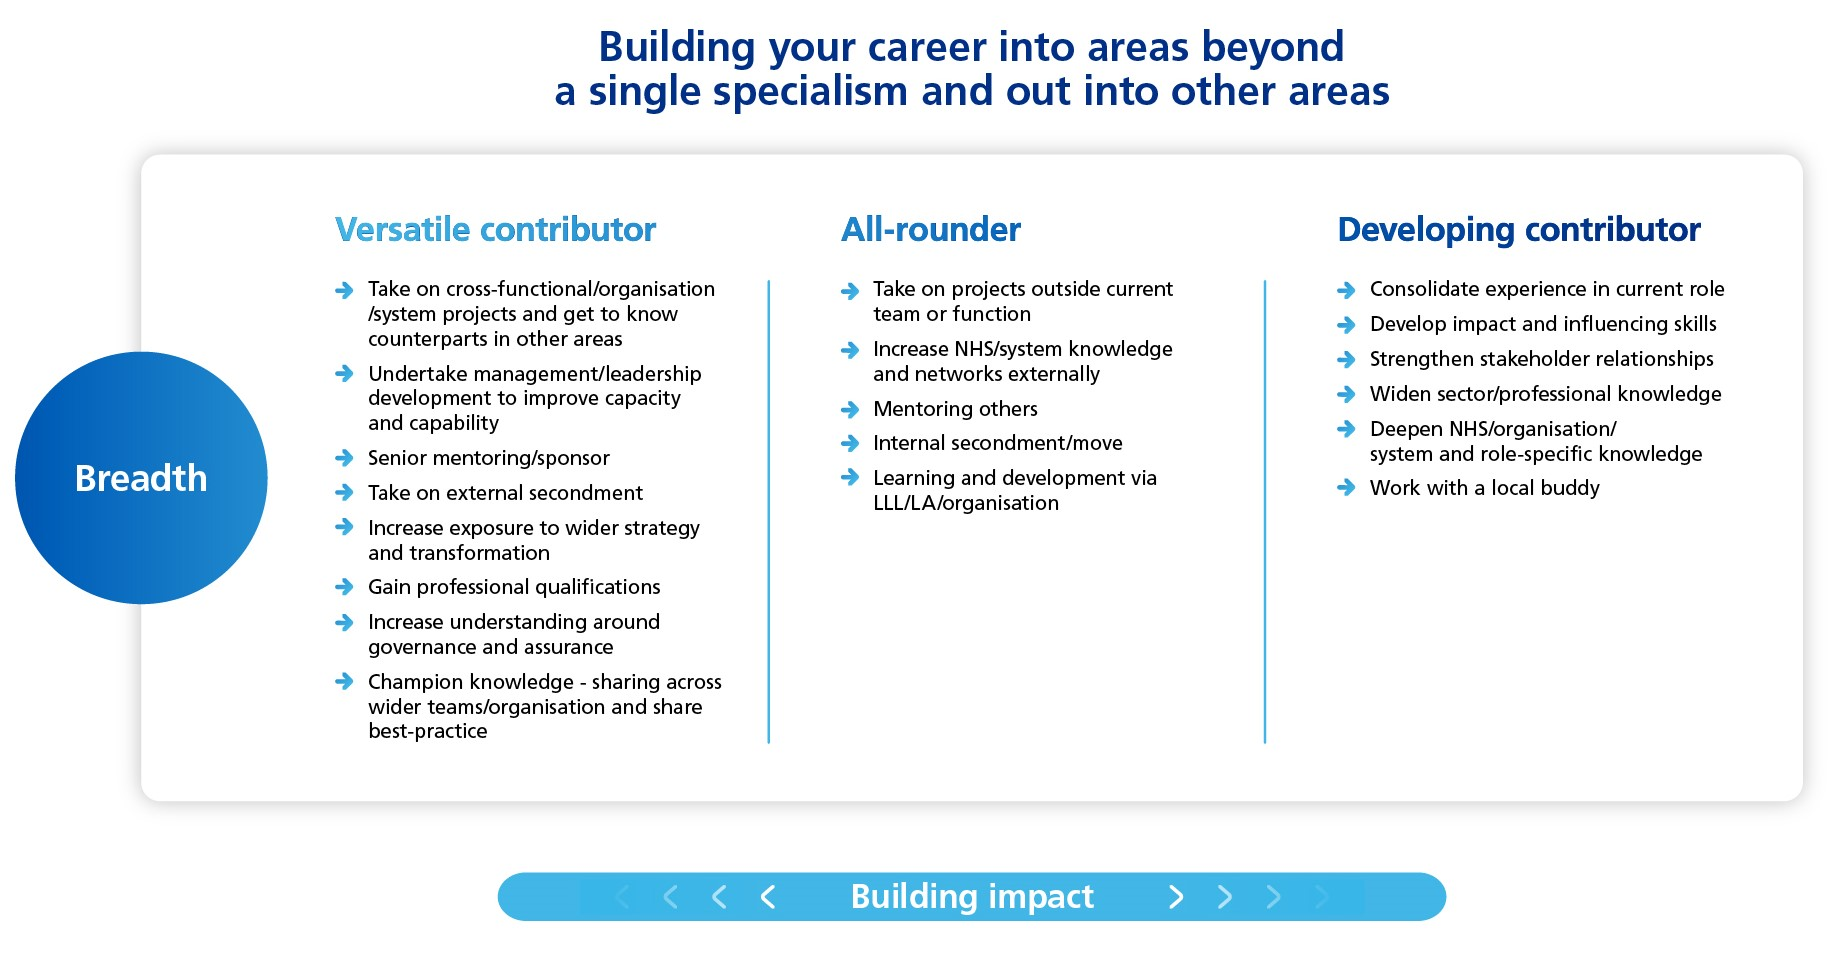 Building your career into areas beyond
a single specialism and out into other areas
Breadth
Versatile contributor
Take on cross-functional/organisation
/system projects and get to know
counterparts in other areas
Undertake management/leadership
development to improve capacity
and capability
Senior mentoring/sponsor
Take on external secondment
Increase exposure to wider strategy
and transformation
Gain professional qualifications
Increase understanding around
governance and assurance
Champion knowledge - sharing across
wider teams/organisation and share
best-practice
All-rounder
Take on projects outside current
team or function
Increase NHS/system knowledge
and networks externally
Mentoring others
Internal secondment/move
Learning and development via
LLL/LA/organisation
Developing contributor
Consolidate experience in current role
Develop impact and influencing skills
Strengthen stakeholder relationships
Widen sector/professional knowledge
Deepen NHS/organisation/
system and role-specific knowledge
Work with a local buddy
Building impact